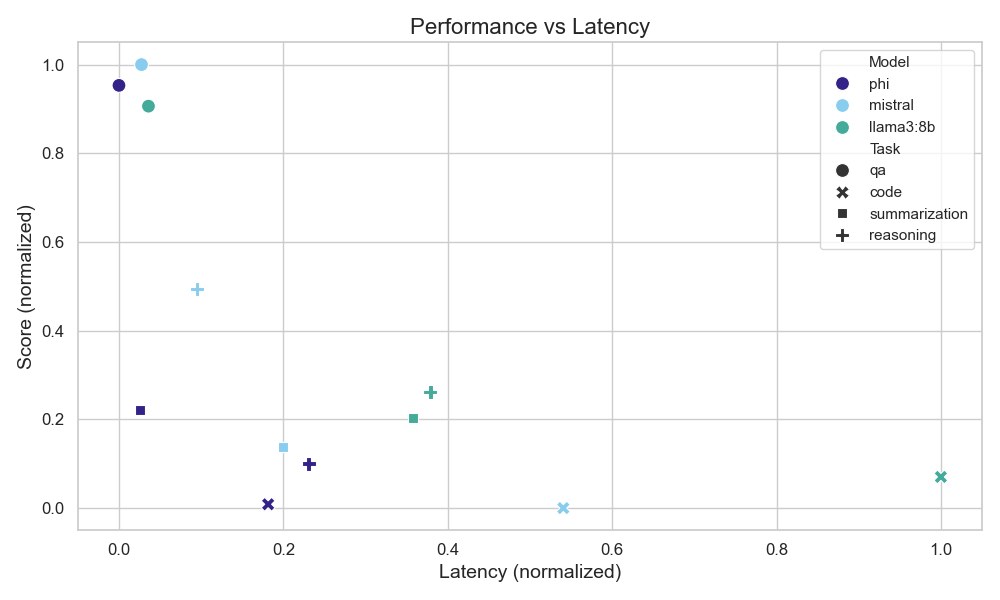 Performance vs Latency
Score (normalized)
1.0
0.8
0.6
0.4
0.2
0.0
0.0 0.2 0.4 0.6 0.8 1.0
Latency (normalized)
Model
phi
mistral
llama3:8b
Task
qa
code
summarization
reasoning